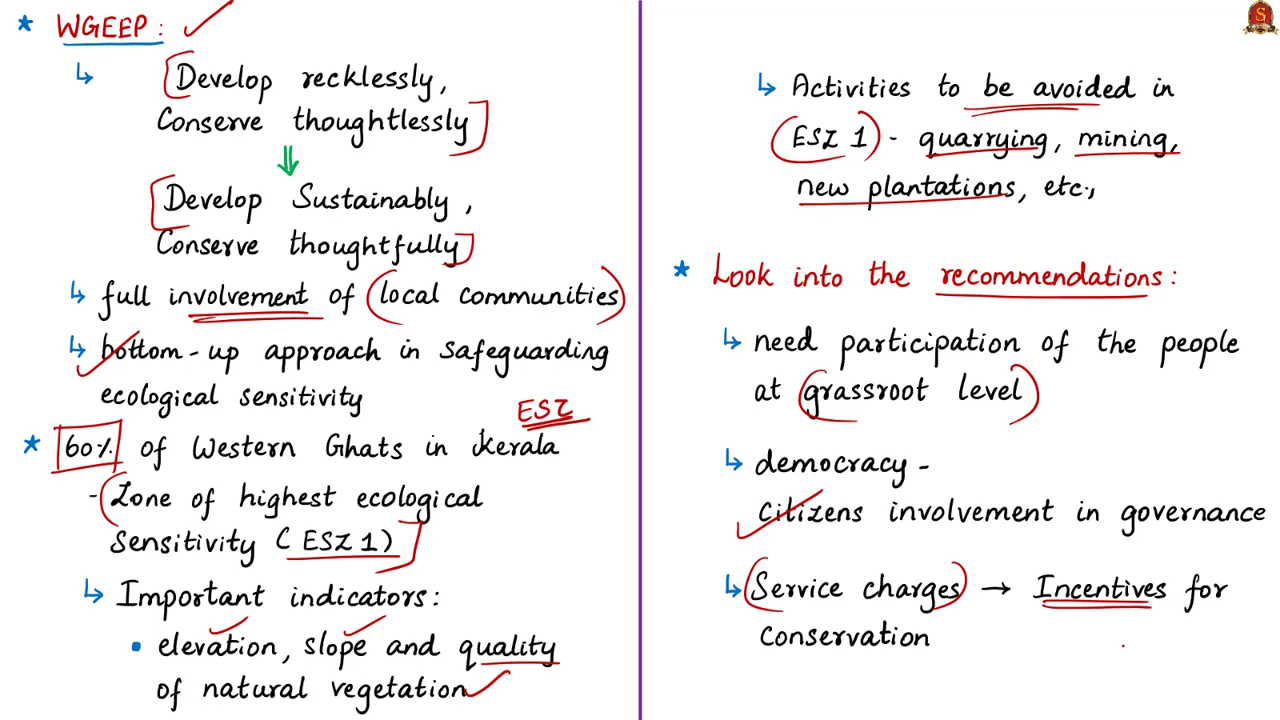 * WGEEP:
↳ Develop recklessly,
Conserve thoughtlessly
⇓
Develop Sustainably,
Conserve thoughtfully
↳ full involvement of local communities
↳ bottom-up approach in safeguarding
ecological sensitivity
ESZ
* 60% of Western Ghats in Kerala
- Zone of highest ecological
Sensitivity (ESZ 1)
↳ Important indicators:
• elevation, slope and quality
of natural vegetation
↳ Activities to be avoided in
ESZ 1 - quarrying, mining,
new plantations, etc.,
* Look into the recommendations:
↳ need participation of the people
at grassroot level
↳ democracy -
citizens involvement in governance
↳ Service charges → Incentives for
conservation
S